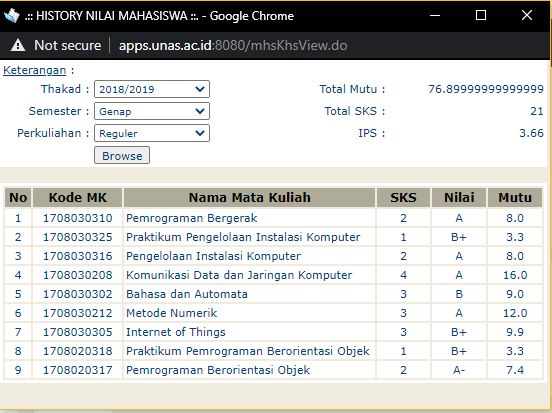 .:: HISTORY NILAI MAHASISWA ::. - Google Chrome
Not secure apps.unas.ac.id:8080/mhsKhsView.do
Keterangan :
Thakad : 2018/2019 Total Mutu : 76.89999999999999
Semester : Genap Total SKS : 21
Perkuliahan : Reguler IPS : 3.66
Browse
No Kode MK Nama Mata Kuliah SKS Nilai Mutu
1 1708030310 Pemrograman Bergerak 2 A 8.0
2 1708030325 Praktikum Pengelolaan Instalasi Komputer 1 B+ 3.3
3 1708030316 Pengelolaan Instalasi Komputer 2 A 8.0
4 1708030208 Komunikasi Data dan Jaringan Komputer 4 A 16.0
5 1708030302 Bahasa dan Automata 3 B 9.0
6 1708030212 Metode Numerik 3 A 12.0
7 1708030305 Internet of Things 3 B+ 9.9
8 1708020318 Praktikum Pemrograman Berorientasi Objek 1 B+ 3.3
9 1708020317 Pemrograman Berorientasi Objek 2 A- 7.4